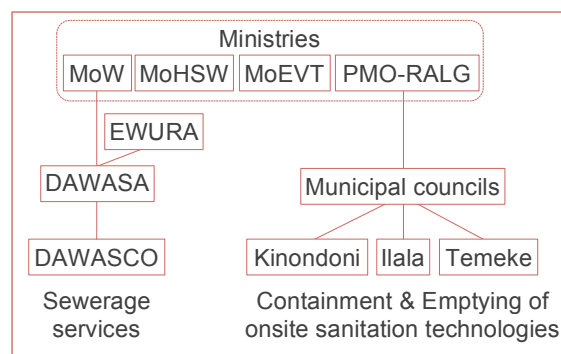 Ministries
MoW MoHSW MoEVT PMO-RALG
EWURA
DAWASA
Municipal councils
DAWASCO
Kinondoni Ilala Temeke
Sewerage
services
Containment & Emptying of
onsite sanitation technologies